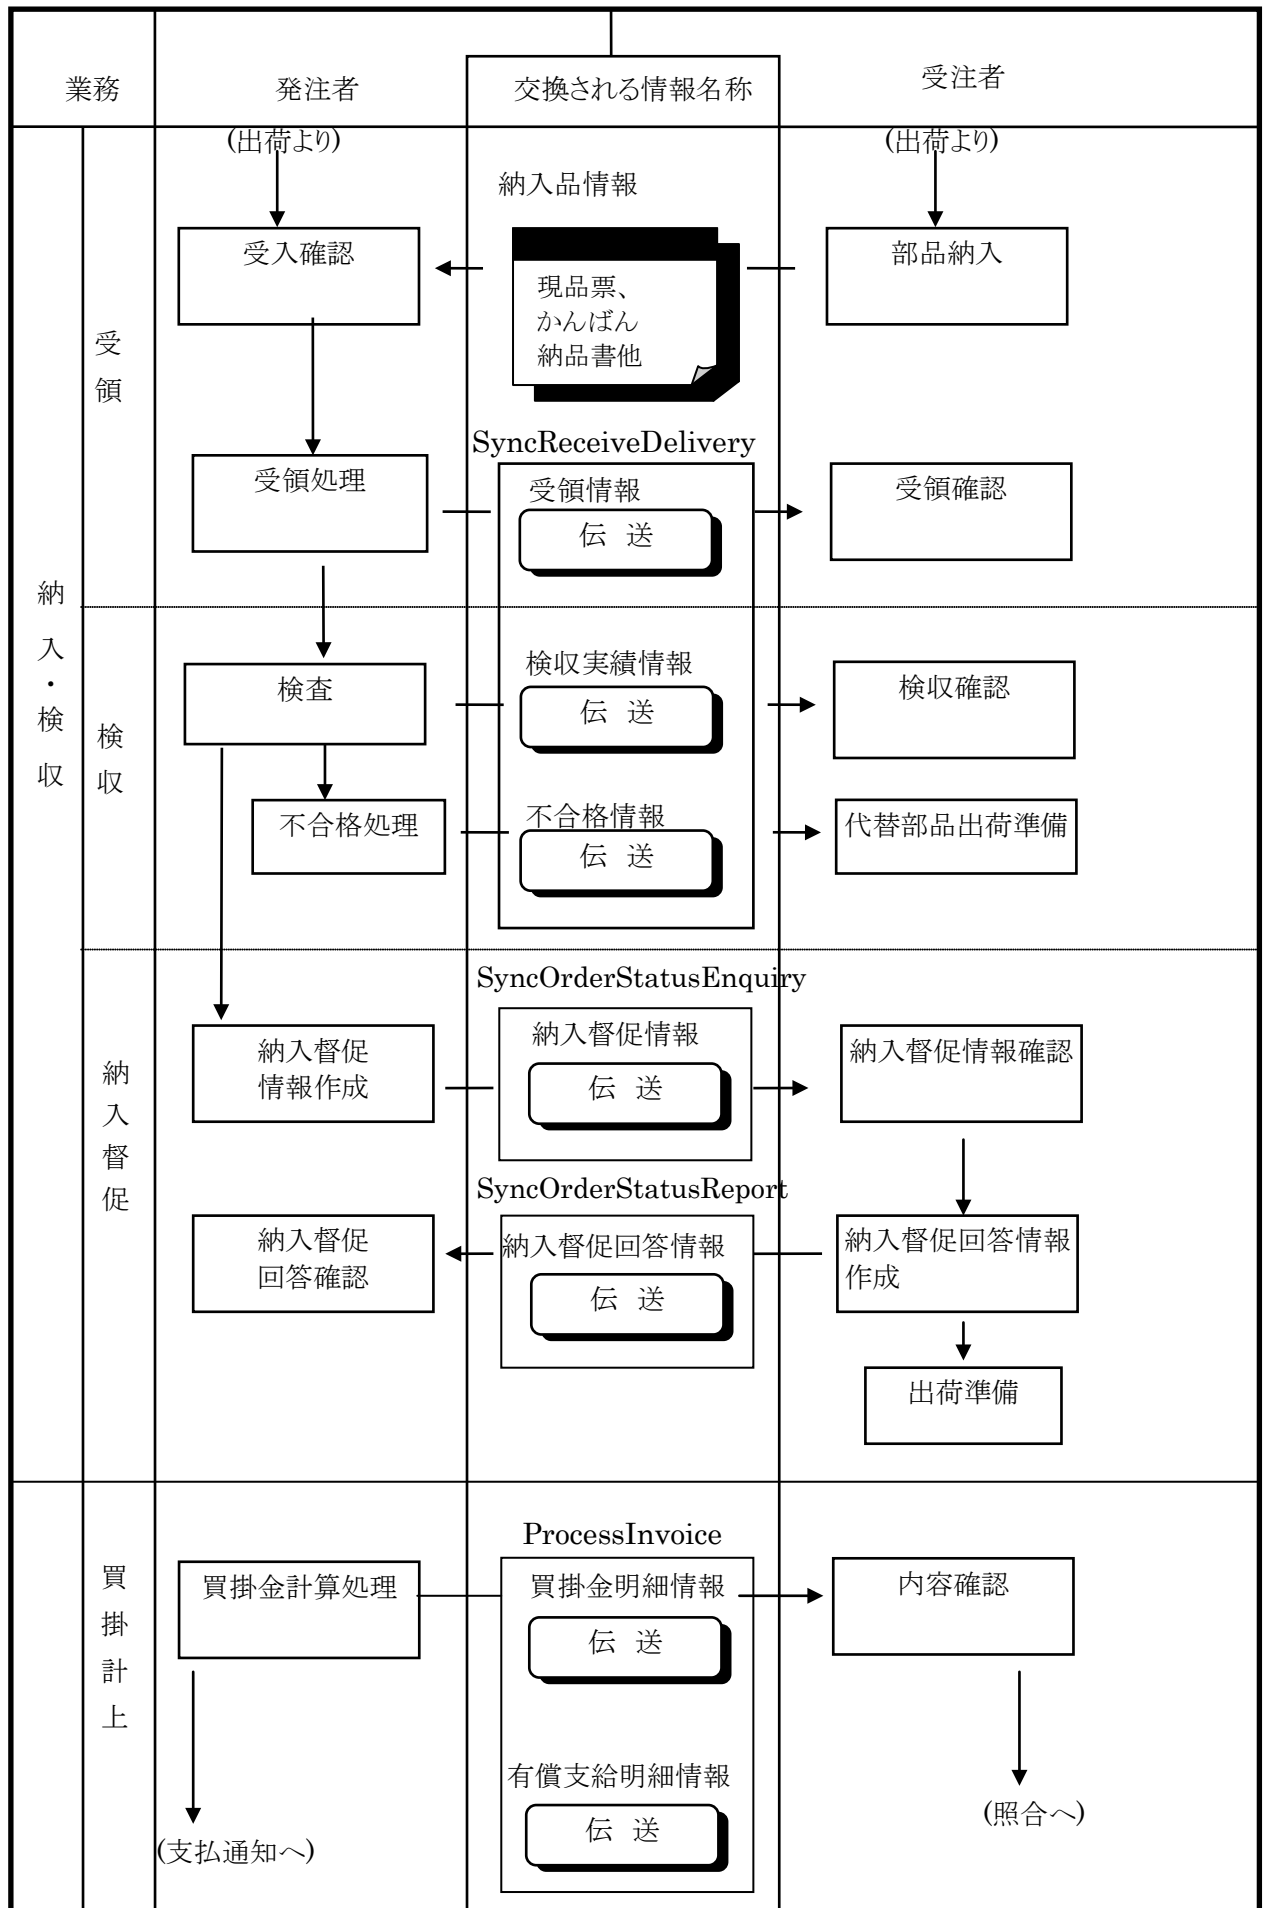 業務
発注者
交換される情報名称
受注者
(出荷より)
(出荷より)
納入・検収
受領
納入品情報
受入確認
現品票、
かんばん
納品書他
部品納入
SyncReceiveDelivery
受領処理
受領情報
伝 送
受領確認
検収
検査
検収実績情報
伝 送
検収確認
不合格処理
不合格情報
伝 送
代替部品出荷準備
納入督促
SyncOrderStatusEnquiry
納入督促
情報作成
納入督促情報
伝 送
納入督促情報確認
SyncOrderStatusReport
納入督促
回答確認
納入督促回答情報
伝 送
納入督促回答情報
作成
出荷準備
買掛計上
ProcessInvoice
買掛金計算処理
買掛金明細情報
伝 送
内容確認
有償支給明細情報
伝 送
(照合へ)
(支払通知へ)